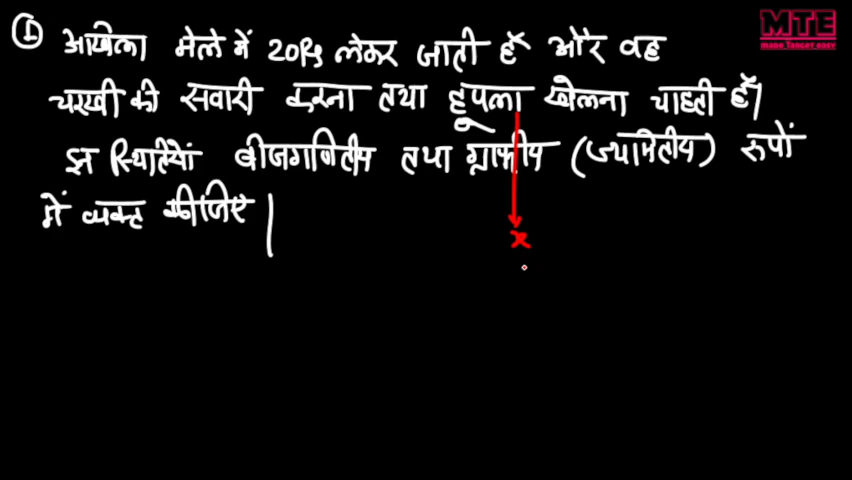 MTE
MADE TARGET EASY
① अखिला मेले में 20Rs लेकर जाती हैं और वह
चरखी की सवारी करना तथा हूपला खेलना चाहती हैं।
इन स्थितियों बीजगणितीय तथा ग्राफीय (ज्यामितीय) रुपों
में व्यक्त कीजिए |
x